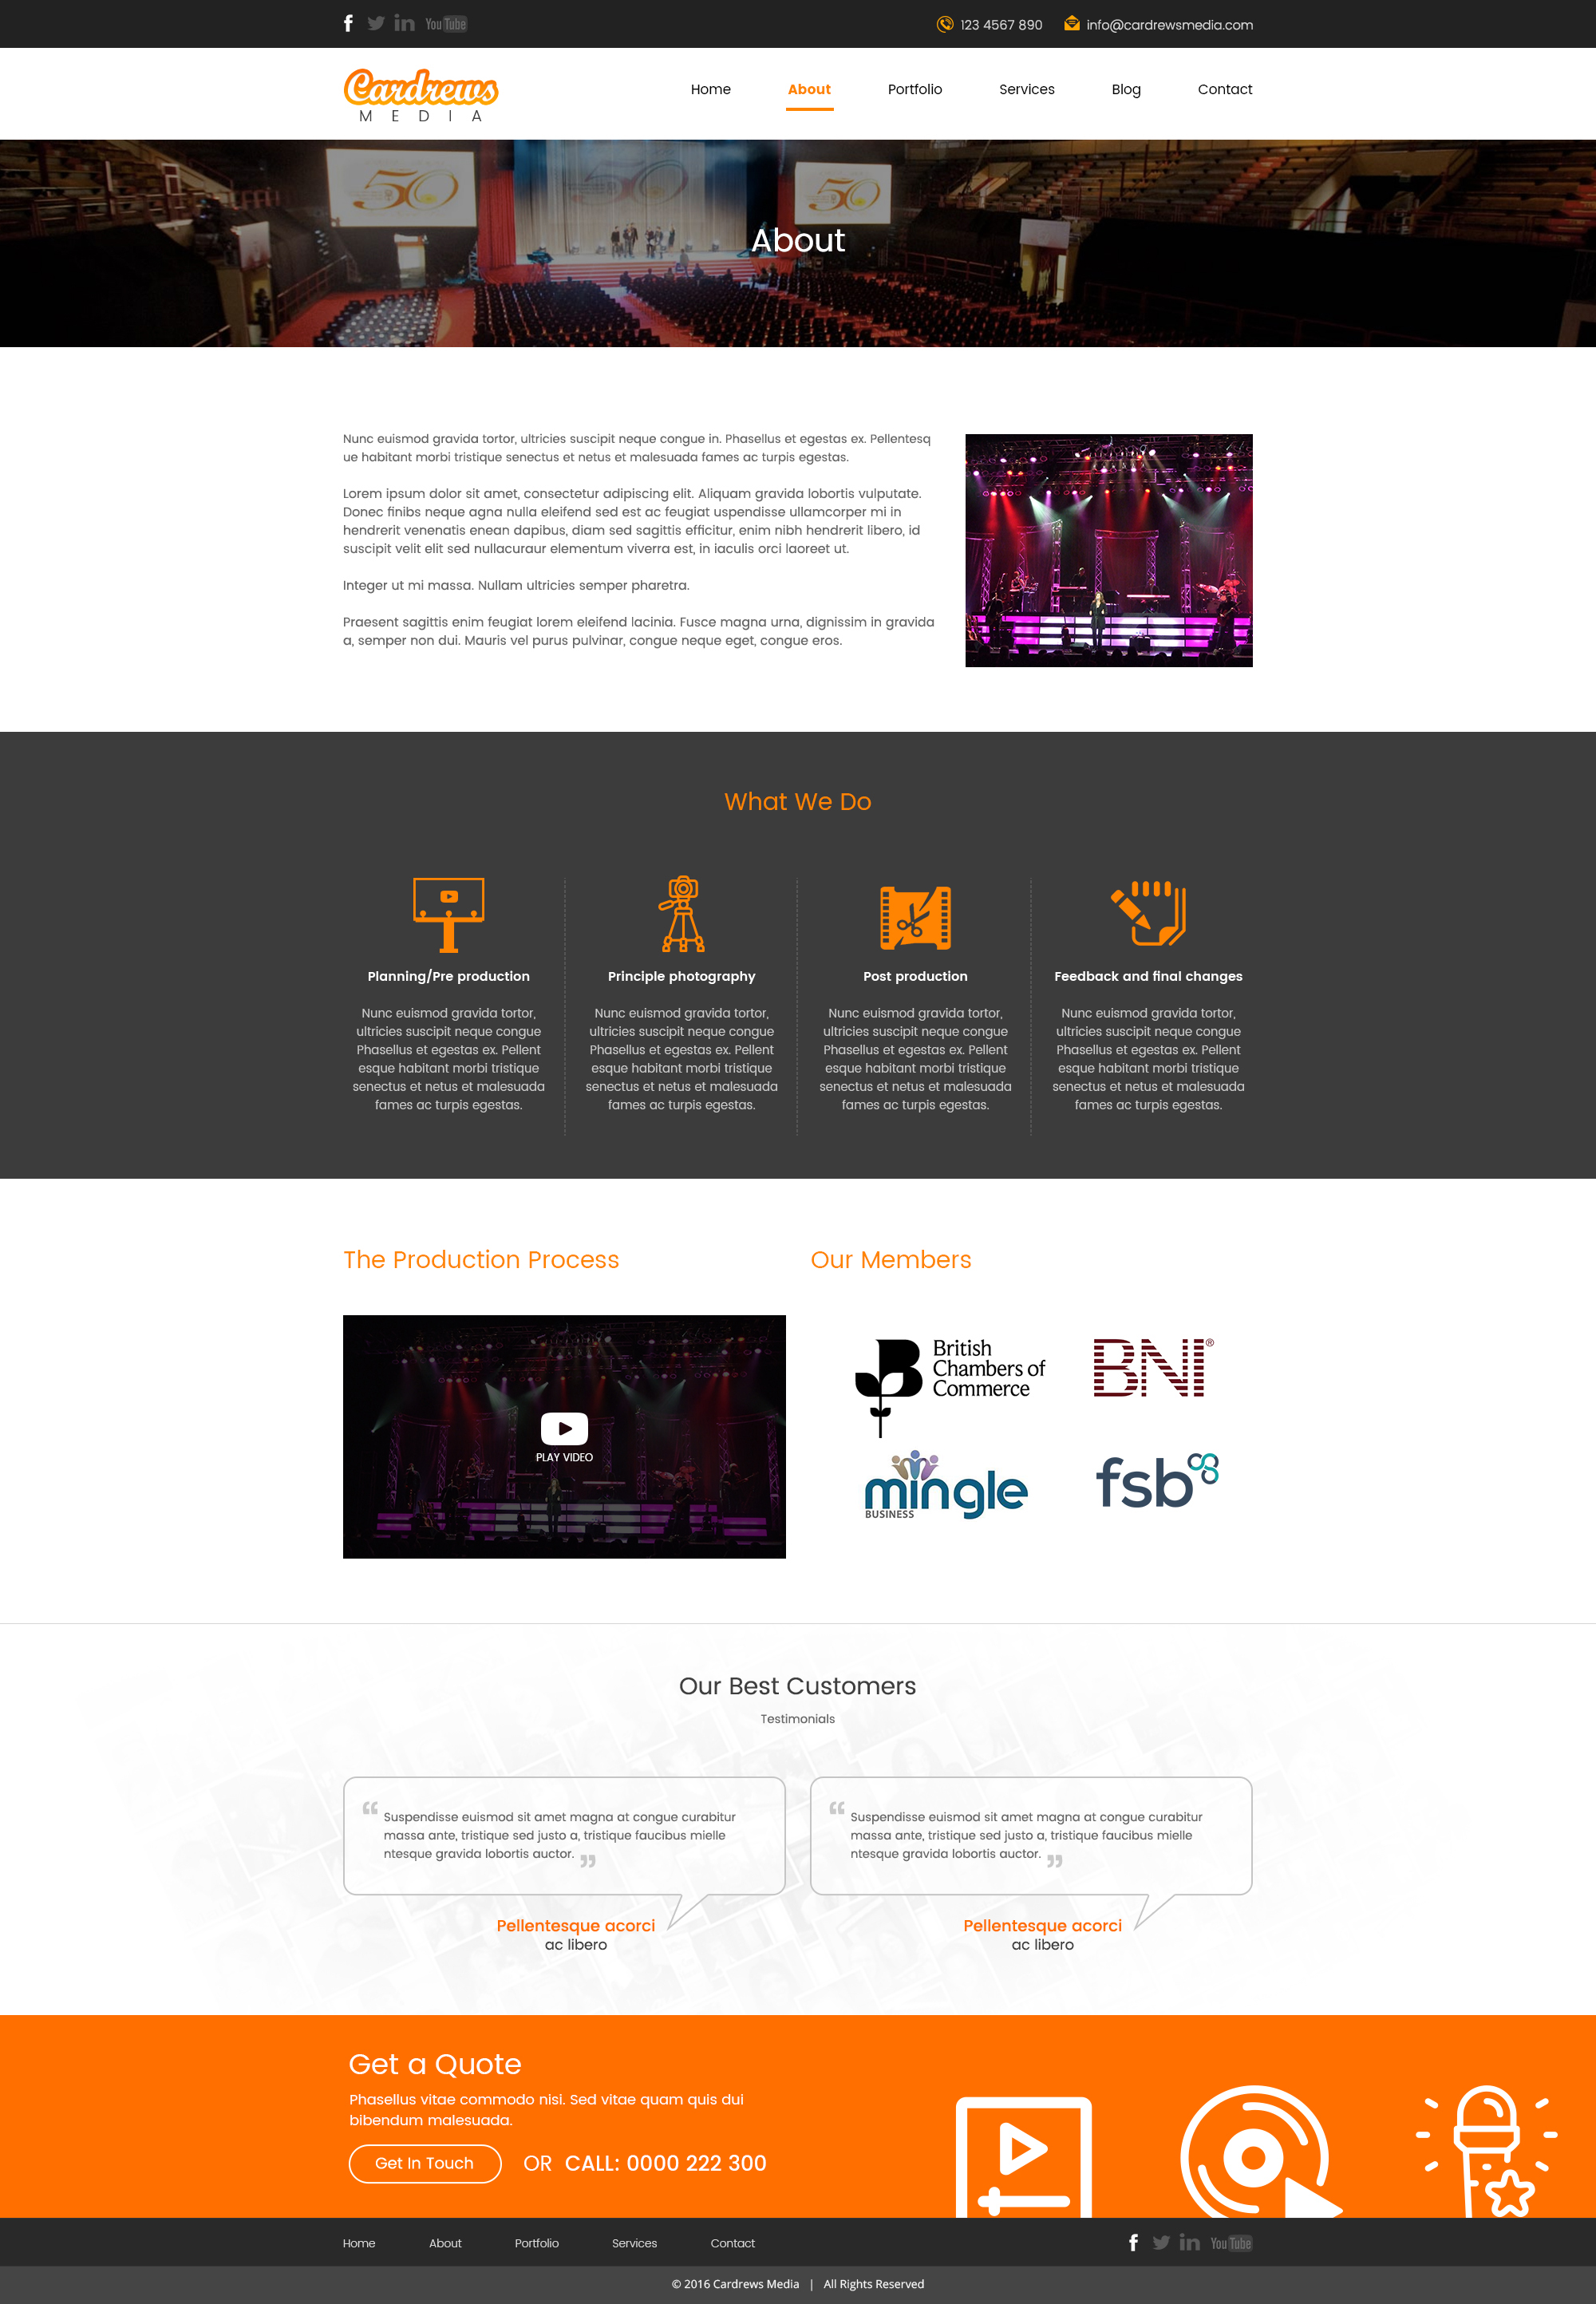 f in You Tube
123 4567 890 info@cardrewsmedia.com
Cardrews
MEDIA
Home About Portfolio Services Blog Contact
50 50 50
About
Nunc euismod gravida tortor, ultricies suscipit neque congue in. Phasellus et egestas ex. Pellentesq
ue habitant morbi tristique senectus et netus et malesuada fames ac turpis egestas.
Lorem ipsum dolor sit amet, consectetur adipiscing elit. Aliquam gravida lobortis vulputate.
Donec finibs neque agna nulla eleifend sed est ac feugiat uspendisse ullamcorper mi in
hendrerit venenatis enean dapibus, diam sed sagittis efficitur, enim nibh hendrerit libero, id
suscipit velit elit sed nullacuraur elementum viverra est, in iaculis orci laoreet ut.
Integer ut mi massa. Nullam ultricies semper pharetra.
Praesent sagittis enim feugiat lorem eleifend lacinia. Fusce magna urna, dignissim in gravida
a, semper non dui. Mauris vel purus pulvinar, congue neque eget, congue eros.
What We Do
Planning/Pre production
Nunc euismod gravida tortor,
ultricies suscipit neque congue
Phasellus et egestas ex. Pellent
esque habitant morbi tristique
senectus et netus et malesuada
fames ac turpis egestas.
Principle photography
Nunc euismod gravida tortor,
ultricies suscipit neque congue
Phasellus et egestas ex. Pellent
esque habitant morbi tristique
senectus et netus et malesuada
fames ac turpis egestas.
Post production
Nunc euismod gravida tortor,
ultricies suscipit neque congue
Phasellus et egestas ex. Pellent
esque habitant morbi tristique
senectus et netus et malesuada
fames ac turpis egestas.
Feedback and final changes
Nunc euismod gravida tortor,
ultricies suscipit neque congue
Phasellus et egestas ex. Pellent
esque habitant morbi tristique
senectus et netus et malesuada
fames ac turpis egestas.
The Production Process
PLAY VIDEO
Our Members
British
Chambers of
Commerce
BNI®
mingle
BUSINESS
fsb
Our Best Customers
Testimonials
“ Suspendisse euismod sit amet magna at congue curabitur
massa ante, tristique sed justo a, tristique faucibus mielle
ntesque gravida lobortis auctor. ”
Pellentesque acorci
ac libero
“ Suspendisse euismod sit amet magna at congue curabitur
massa ante, tristique sed justo a, tristique faucibus mielle
ntesque gravida lobortis auctor. ”
Pellentesque acorci
ac libero
Get a Quote
Phasellus vitae commodo nisi. Sed vitae quam quis dui
bibendum malesuada.
Get In Touch OR CALL: 0000 222 300
Home About Portfolio Services Contact
f in You Tube
© 2016 Cardrews Media | All Rights Reserved